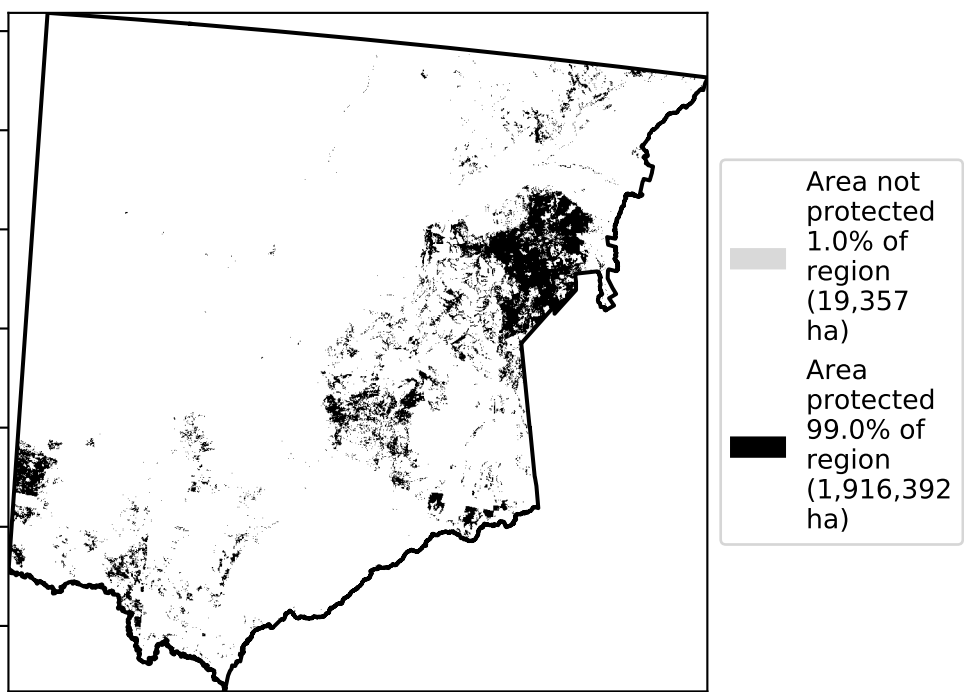 Area not
protected
1.0% of
region
(19,357
ha)
Area
protected
99.0% of
region
(1,916,392
ha)